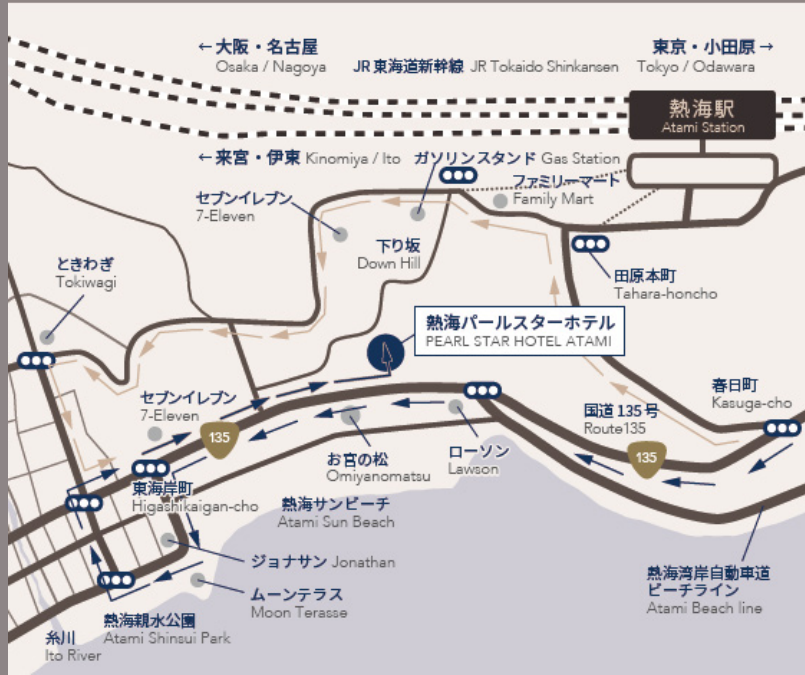 ←大阪・名古屋
Osaka / Nagoya
JR東海道新幹線 JR Tokaido Shinkansen
東京・小田原→
Tokyo / Odawara
熱海駅
Atami Station
←来宮・伊東 Kinomiya / Ito
ガソリンスタンド Gas Station
ファミリーマート
Family Mart
セブンイレブン
7-Eleven
下り坂
Down Hill
ときわぎ
Tokiwagi
田原本町
Tahara-honcho
熱海パールスターホテル
PEARL STAR HOTEL ATAMI
春日町
Kasuga-cho
セブンイレブン
7-Eleven
135
国道135号
Route135
135
お宮の松
Omiyanomatsu
ローソン
Lawson
東海岸町
Higashikaigan-cho
熱海サンビーチ
Atami Sun Beach
ジョナサン Jonathan
ムーンテラス
Moon Terasse
熱海湾岸自動車道
ビーチライン
Atami Beach line
熱海親水公園
Atami Shinsui Park
糸川
Ito River